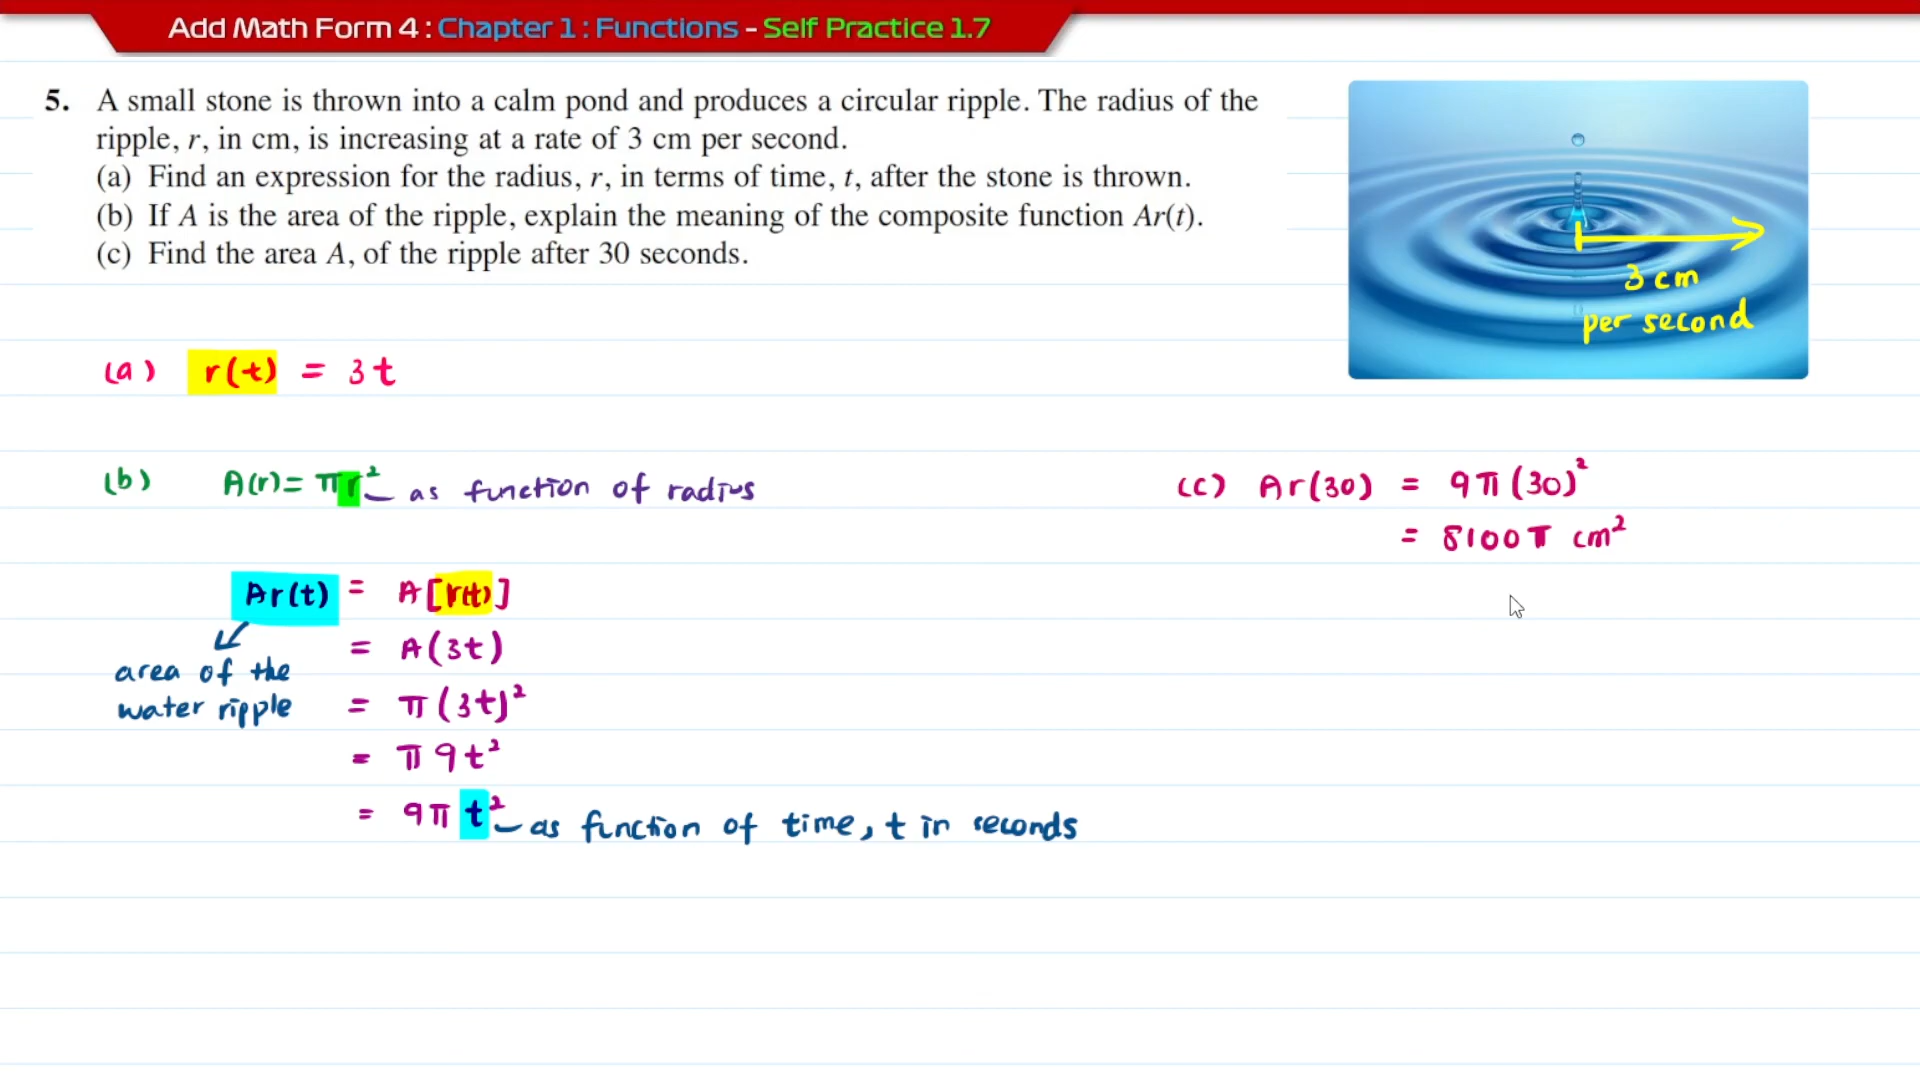 Add Math Form 4 : Chapter 1 : Functions - Self Practice 1.7
5. A small stone is thrown into a calm pond and produces a circular ripple. The radius of the
ripple, r, in cm, is increasing at a rate of 3 cm per second.
(a) Find an expression for the radius, r, in terms of time, t, after the stone is thrown.
(b) If A is the area of the ripple, explain the meaning of the composite function Ar(t).
(c) Find the area A, of the ripple after 30 seconds.
3 cm
per second
(a) r(t) = 3t
(b) A(r) = πr² as function of radius
Ar(t) = A[r(t)]
= A(3t)
area of the
water ripple
= π(3t)²
= π9t²
= 9πt² as function of time, t in seconds
(c) Ar(30) = 9π(30)²
= 8100π cm²